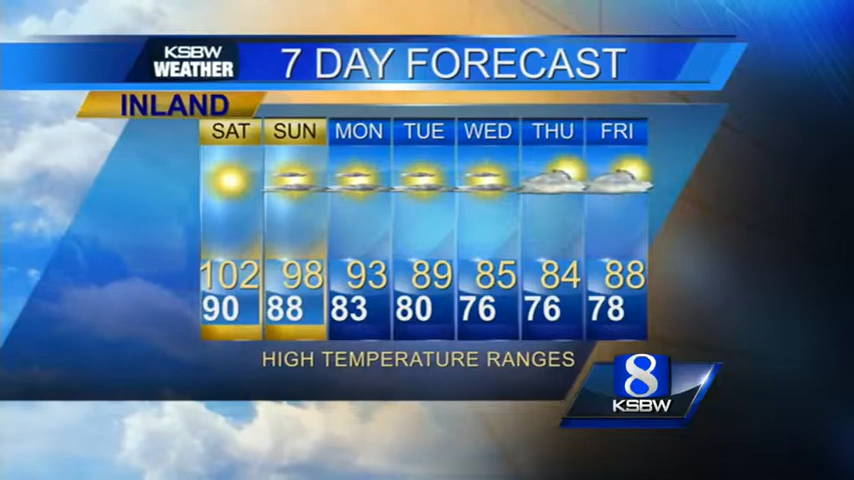 KSBW
WEATHER
7 DAY FORECAST
INLAND
SAT SUN MON TUE WED THU FRI
102 98 93 89 85 84 88
90 88 83 80 76 76 78
HIGH TEMPERATURE RANGES
8
KSBW